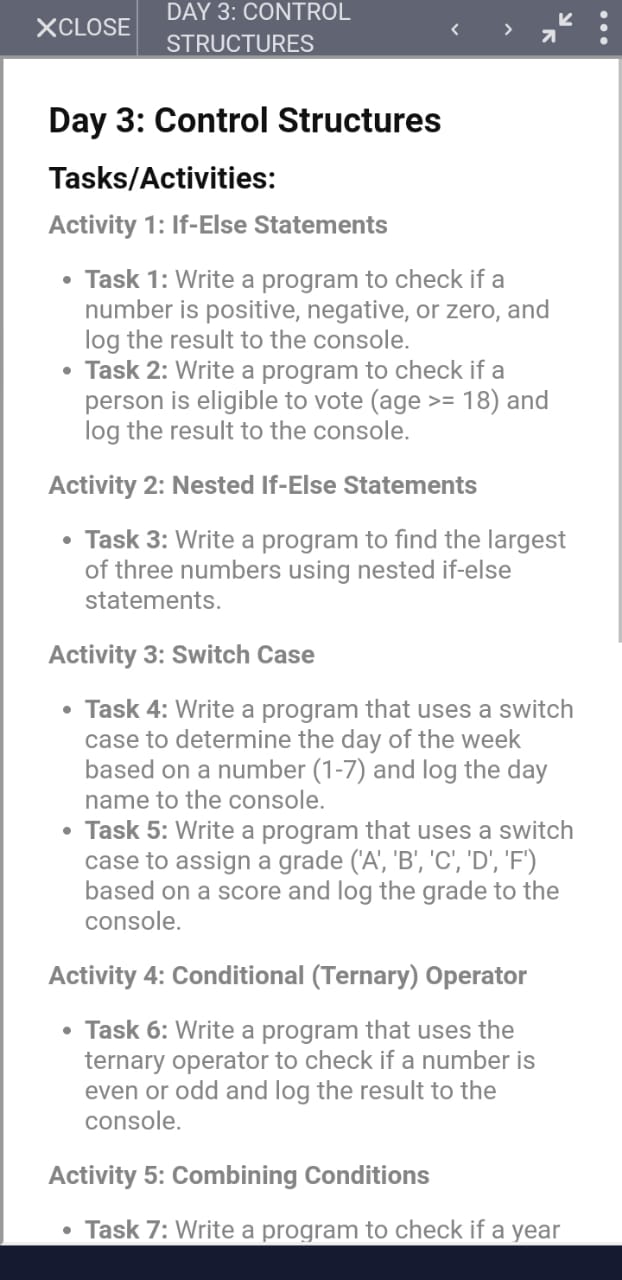 CLOSE
DAY 3: CONTROL
STRUCTURES
Day 3: Control Structures
Tasks/Activities:
Activity 1: If-Else Statements
• Task 1: Write a program to check if a
number is positive, negative, or zero, and
log the result to the console.
• Task 2: Write a program to check if a
person is eligible to vote (age >= 18) and
log the result to the console.
Activity 2: Nested If-Else Statements
• Task 3: Write a program to find the largest
of three numbers using nested if-else
statements.
Activity 3: Switch Case
• Task 4: Write a program that uses a switch
case to determine the day of the week
based on a number (1-7) and log the day
name to the console.
• Task 5: Write a program that uses a switch
case to assign a grade ('A', 'B', 'C', 'D', 'F')
based on a score and log the grade to the
console.
Activity 4: Conditional (Ternary) Operator
• Task 6: Write a program that uses the
ternary operator to check if a number is
even or odd and log the result to the
console.
Activity 5: Combining Conditions
• Task 7: Write a program to check if a year